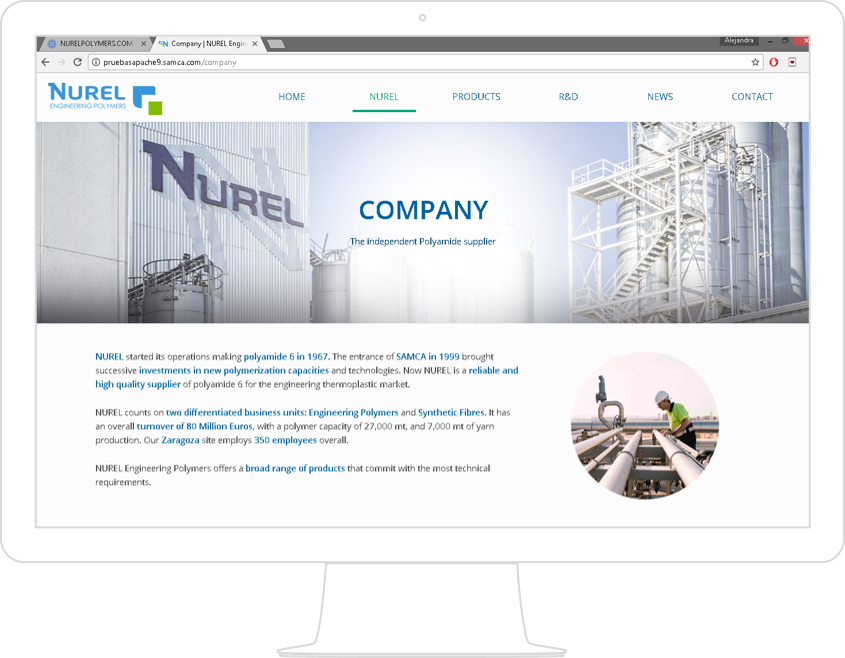 NURELPOLYMERS.COM
Company | NUREL Engin
Alejandra
pruebasapache9.samca.com/company
NUREL
ENGINEERING POLYMERS
HOME
NUREL
PRODUCTS
R&D
NEWS
CONTACT
NUREL
COMPANY
The independent Polyamide supplier
NUREL started its operations making polyamide 6 in 1967. The entrance of SAMCA in 1999 brought
successive investments in new polymerization capacities and technologies. Now NUREL is a reliable and
high quality supplier of polyamide 6 for the engineering thermoplastic market.
NUREL counts on two differentiated business units: Engineering Polymers and Synthetic Fibres. It has
an overall turnover of 80 Million Euros, with a polymer capacity of 27,000 mt, and 7,000 mt of yarn
production. Our Zaragoza site employs 350 employees overall.
NUREL Engineering Polymers offers a broad range of products that commit with the most technical
requirements.